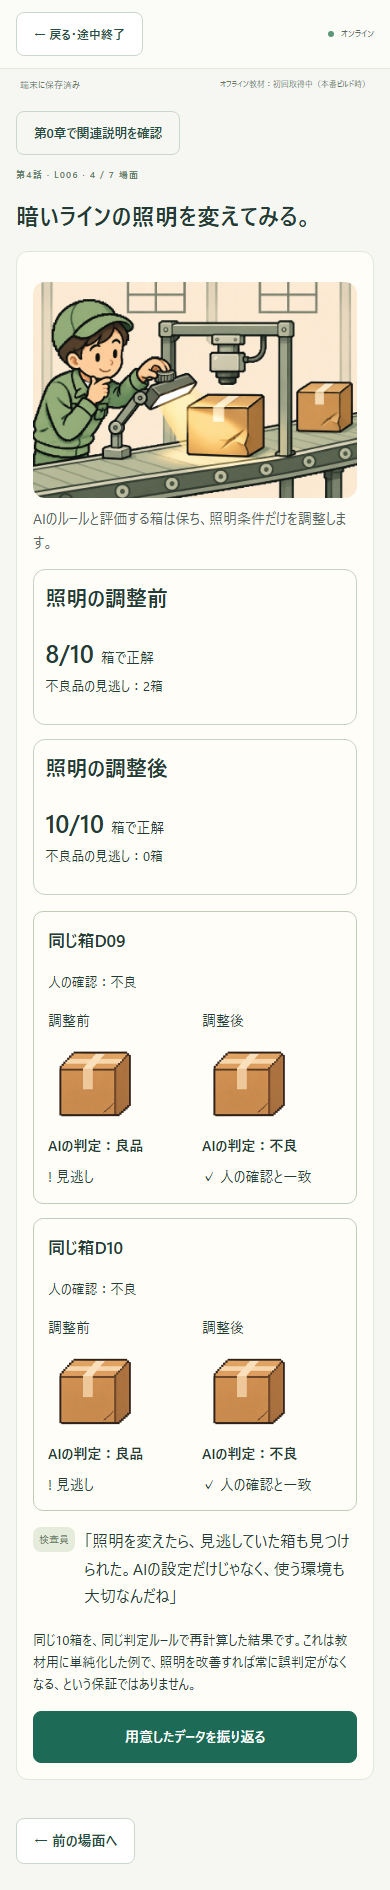 ← 戻る・途中終了
オンライン
端末に保存済み
オフライン教材：初回取得中（本番ビルド時）
第0章で関連説明を確認
第4話 · L006 · 4 / 7 場面
暗いラインの照明を変えてみる。
AIのルールと評価する箱は保ち、照明条件だけを調整しま
す。
照明の調整前
8/10 箱で正解
不良品の見逃し：2箱
照明の調整後
10/10 箱で正解
不良品の見逃し：0箱
同じ箱D09
人の確認：不良
調整前
調整後
AIの判定：良品
AIの判定：不良
! 見逃し
✓ 人の確認と一致
同じ箱D10
人の確認：不良
調整前
調整後
AIの判定：良品
AIの判定：不良
! 見逃し
✓ 人の確認と一致
検査員
「照明を変えたら、見逃していた箱も見つけ
られた。AIの設定だけじゃなく、使う環境も
大切なんだね」
同じ10箱を、同じ判定ルールで再計算した結果です。これは教
材用に単純化した例で、照明を改善すれば常に誤判定がなく
なる、という保証ではありません。
用意したデータを振り返る
← 前の場面へ